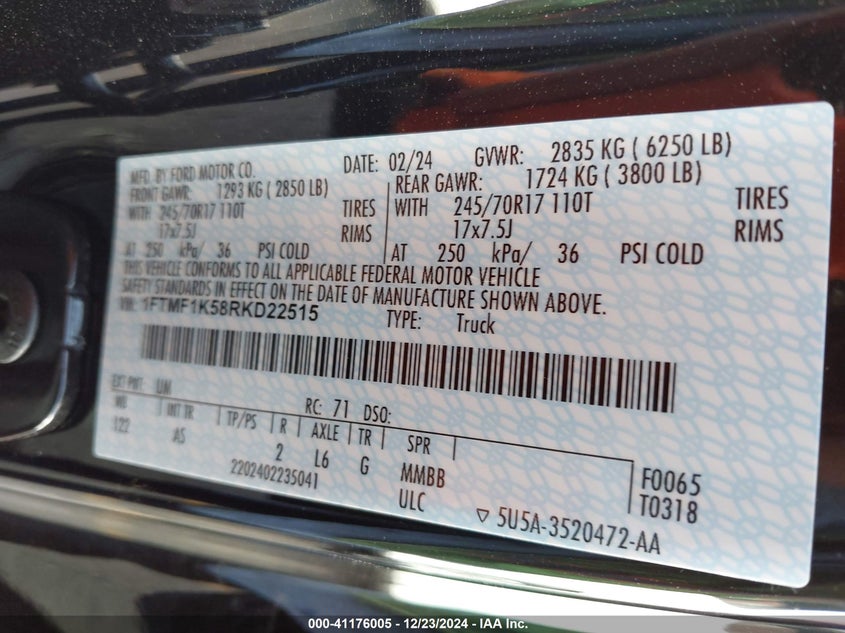 MFD. BY FORD MOTOR CO. DATE: 02/24 GVWR: 2835 KG ( 6250 LB)
FRONT GAWR: 1293 KG ( 2850 LB) REAR GAWR: 1724 KG ( 3800 LB)
WITH 245/70R17 110T TIRES WITH 245/70R17 110T TIRES
17x7.5J RIMS 17x7.5J RIMS
AT 250 kPa/ 36 PSI COLD AT 250 kPa/ 36 PSI COLD
THIS VEHICLE CONFORMS TO ALL APPLICABLE FEDERAL MOTOR VEHICLE
SAFETY STANDARDS IN EFFECT ON THE DATE OF MANUFACTURE SHOWN ABOVE.
VIN: 1FTMF1K58RKD22515 TYPE: Truck
EXT PNT: UM RC: 71 DSO:
WB INT TR TP/PS R AXLE TR SPR
122 AS 2 L6 G MMBB F0065
2202402235041 ULC T0318
▽ 5U5A-3520472-AA
000-41176005 - 12/23/2024 - IAA Inc.